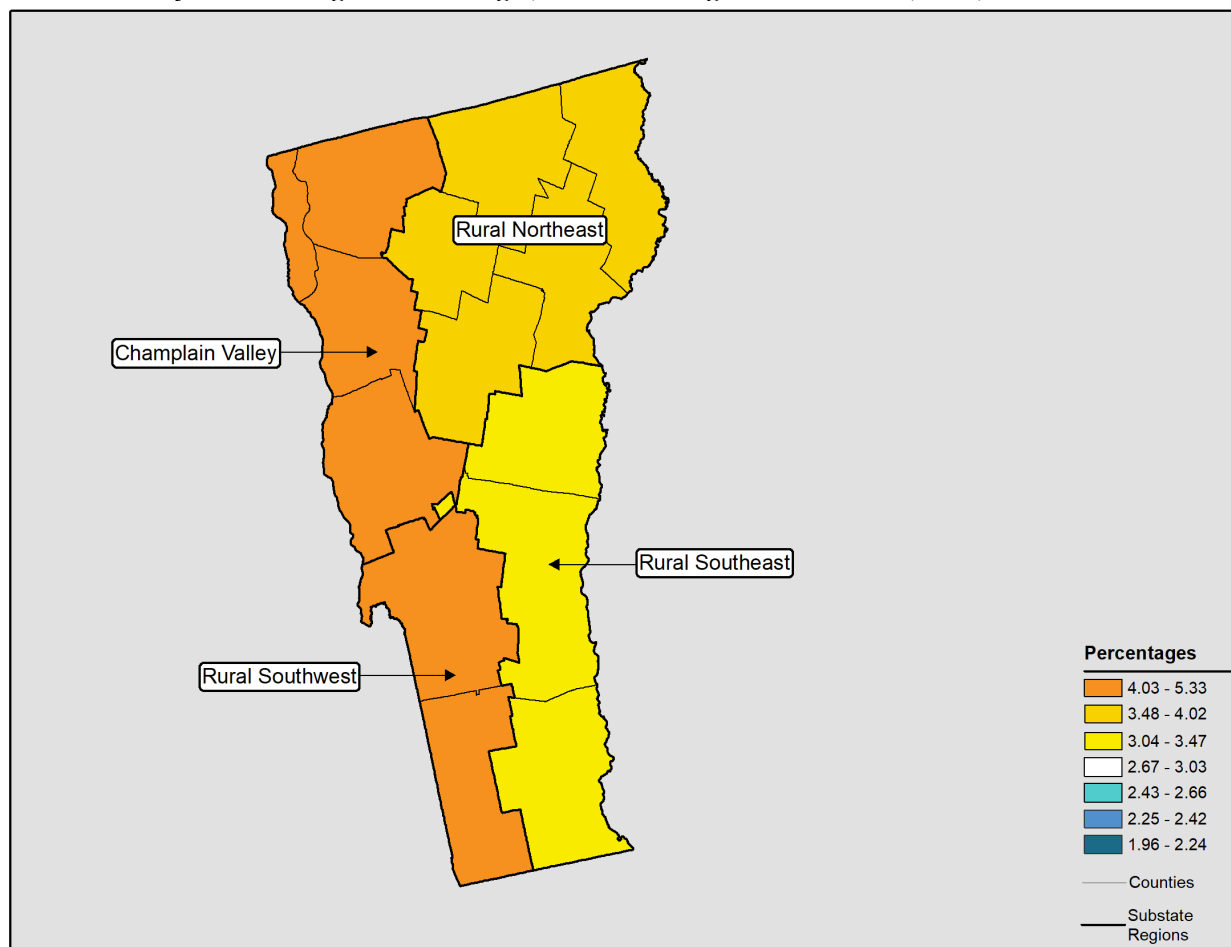 Rural Northeast
Champlain Valley
Rural Southeast
Rural Southwest
Percentages
4.03 - 5.33
3.48 - 4.02
3.04 - 3.47
2.67 - 3.03
2.43 - 2.66
2.25 - 2.42
1.96 - 2.24
Counties
Substate
Regions